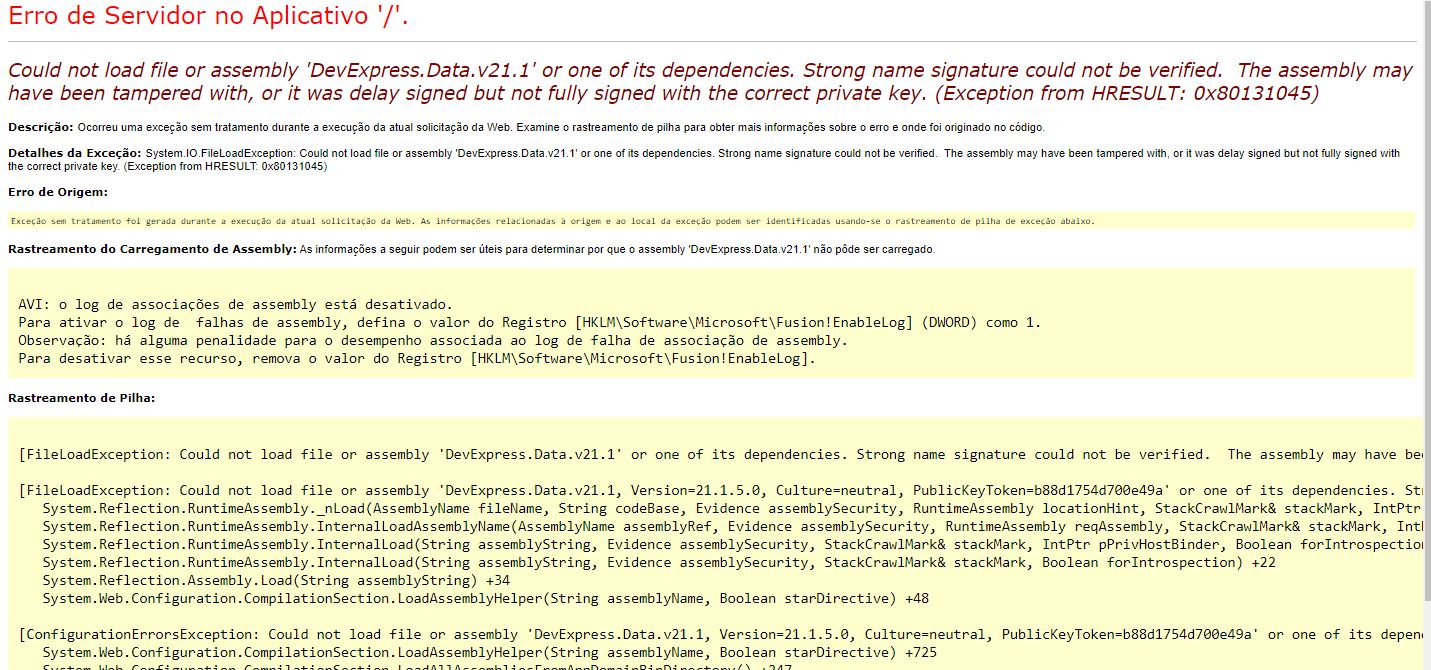 Erro de Servidor no Aplicativo '/'.
Could not load file or assembly 'DevExpress.Data.v21.1' or one of its dependencies. Strong name signature could not be verified.  The assembly may
have been tampered with, or it was delay signed but not fully signed with the correct private key. (Exception from HRESULT: 0x80131045)
Descrição: Ocorreu uma exceção sem tratamento durante a execução da atual solicitação da Web. Examine o rastreamento de pilha para obter mais informações sobre o erro e onde foi originado no código.
Detalhes da Exceção: System.IO.FileLoadException: Could not load file or assembly 'DevExpress.Data.v21.1' or one of its dependencies. Strong name signature could not be verified.  The assembly may have been tampered with, or it was delay signed but not fully signed with
the correct private key. (Exception from HRESULT: 0x80131045)
Erro de Origem:
Exceção sem tratamento foi gerada durante a execução da atual solicitação da Web. As informações relacionadas à origem e ao local da exceção podem ser identificadas usando-se o rastreamento de pilha de exceção abaixo.
Rastreamento do Carregamento de Assembly: As informações a seguir podem ser úteis para determinar por que o assembly 'DevExpress.Data.v21.1' não pôde ser carregado.
AVI: o log de associações de assembly está desativado.
Para ativar o log de  falhas de assembly, defina o valor do Registro [HKLM\Software\Microsoft\Fusion!EnableLog] (DWORD) como 1.
Observação: há alguma penalidade para o desempenho associada ao log de falha de associação de assembly.
Para desativar esse recurso, remova o valor do Registro [HKLM\Software\Microsoft\Fusion!EnableLog].
Rastreamento de Pilha:
[FileLoadException: Could not load file or assembly 'DevExpress.Data.v21.1' or one of its dependencies. Strong name signature could not be verified.  The assembly may have be
[FileLoadException: Could not load file or assembly 'DevExpress.Data.v21.1, Version=21.1.5.0, Culture=neutral, PublicKeyToken=b88d1754d700e49a' or one of its dependencies. St
System.Reflection.RuntimeAssembly._nLoad(AssemblyName fileName, String codeBase, Evidence assemblySecurity, RuntimeAssembly locationHint, StackCrawlMark& stackMark, IntPtr
System.Reflection.RuntimeAssembly.InternalLoadAssemblyName(AssemblyName assemblyRef, Evidence assemblySecurity, RuntimeAssembly reqAssembly, StackCrawlMark& stackMark, Int
System.Reflection.RuntimeAssembly.InternalLoad(String assemblyString, Evidence assemblySecurity, StackCrawlMark& stackMark, IntPtr pPrivHostBinder, Boolean forIntrospectio
System.Reflection.RuntimeAssembly.InternalLoad(String assemblyString, Evidence assemblySecurity, StackCrawlMark& stackMark, Boolean forIntrospection) +22
System.Reflection.Assembly.Load(String assemblyString) +34
System.Web.Configuration.CompilationSection.LoadAssemblyHelper(String assemblyName, Boolean starDirective) +48
[ConfigurationErrorsException: Could not load file or assembly 'DevExpress.Data.v21.1, Version=21.1.5.0, Culture=neutral, PublicKeyToken=b88d1754d700e49a' or one of its depen
System.Web.Configuration.CompilationSection.LoadAssemblyHelper(String assemblyName, Boolean starDirective) +725
System.Web.Configuration.CompilationSection.LoadAllAssembliesFromAppDomainBinDirectory() +247